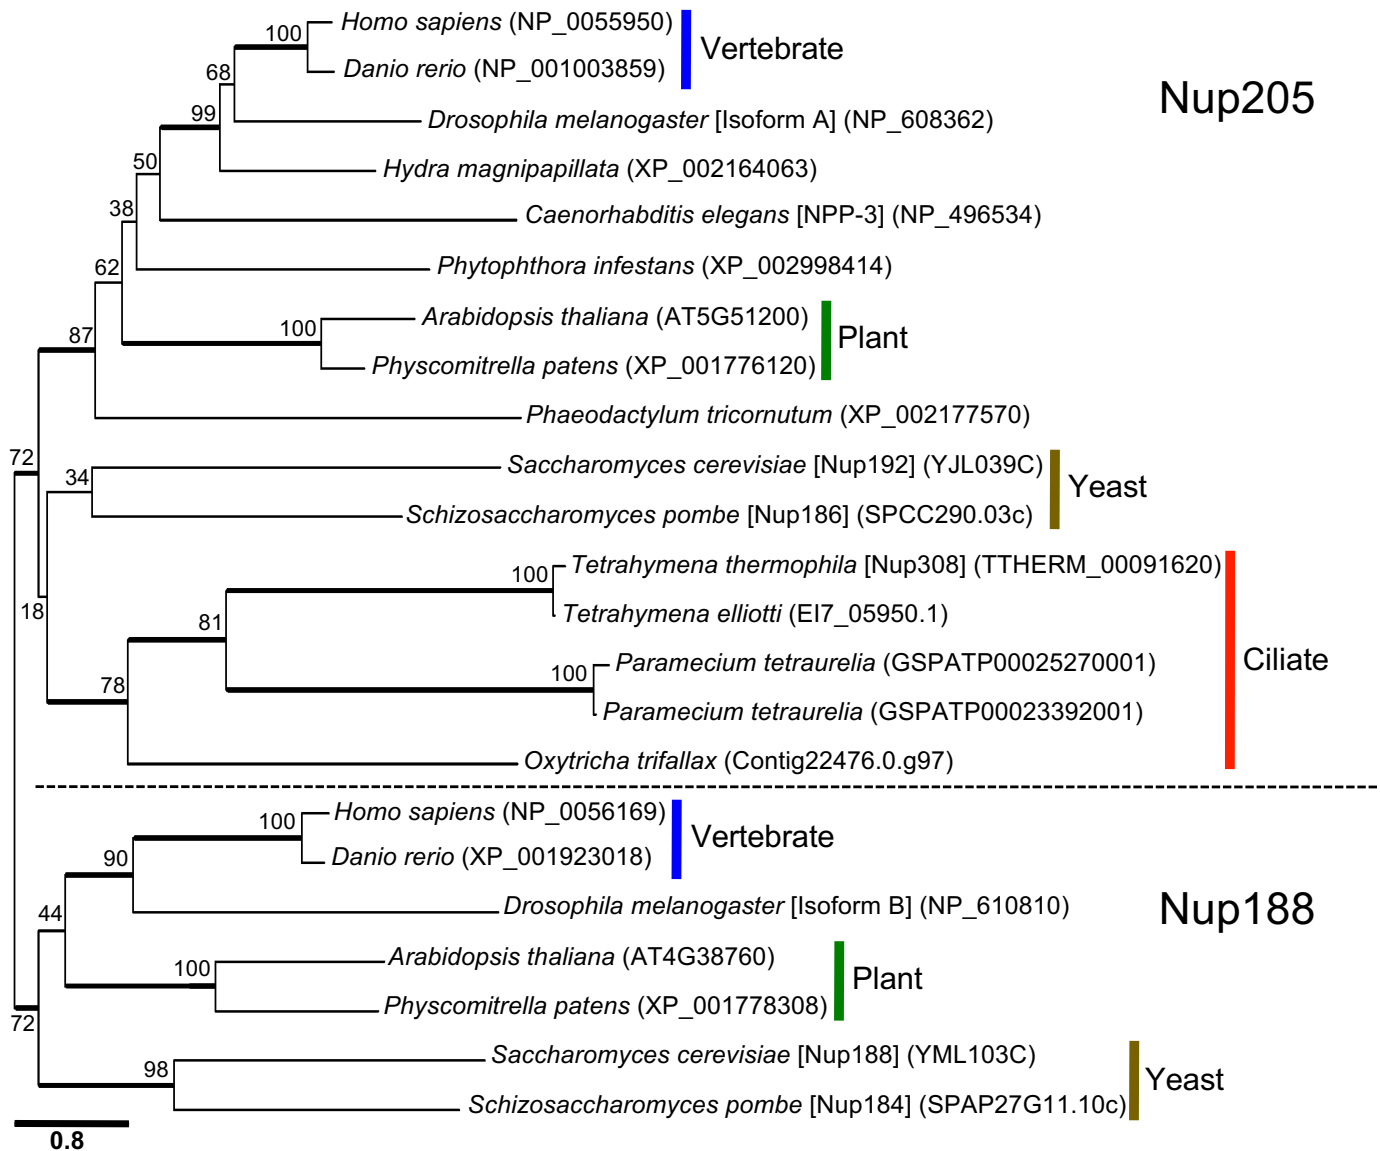 100
Homo sapiens (NP_0055950)
Vertebrate
Danio rerio (NP_001003859)
68
Nup205
99
Drosophila melanogaster [Isoform A] (NP_608362)
50
Hydra magnipapillata (XP_002164063)
38
Caenorhabditis elegans [NPP-3] (NP_496534)
62
Phytophthora infestans (XP_002998414)
87
100
Arabidopsis thaliana (AT5G51200)
Plant
Physcomitrella patens (XP_001776120)
Phaeodactylum tricornutum (XP_002177570)
72
34
Saccharomyces cerevisiae [Nup192] (YJL039C)
Yeast
Schizosaccharomyces pombe [Nup186] (SPCC290.03c)
18
100
Tetrahymena thermophila [Nup308] (TTHERM_00091620)
81
Tetrahymena elliotti (EI7_05950.1)
78
100
Paramecium tetraurelia (GSPATP00025270001)
Ciliate
Paramecium tetraurelia (GSPATP00023392001)
Oxytricha trifallax (Contig22476.0.g97)
100
Homo sapiens (NP_0056169)
Vertebrate
90
Danio rerio (XP_001923018)
44
Drosophila melanogaster [Isoform B] (NP_610810)
Nup188
100
Arabidopsis thaliana (AT4G38760)
Plant
Physcomitrella patens (XP_001778308)
72
98
Saccharomyces cerevisiae [Nup188] (YML103C)
Yeast
Schizosaccharomyces pombe [Nup184] (SPAP27G11.10c)
0.8